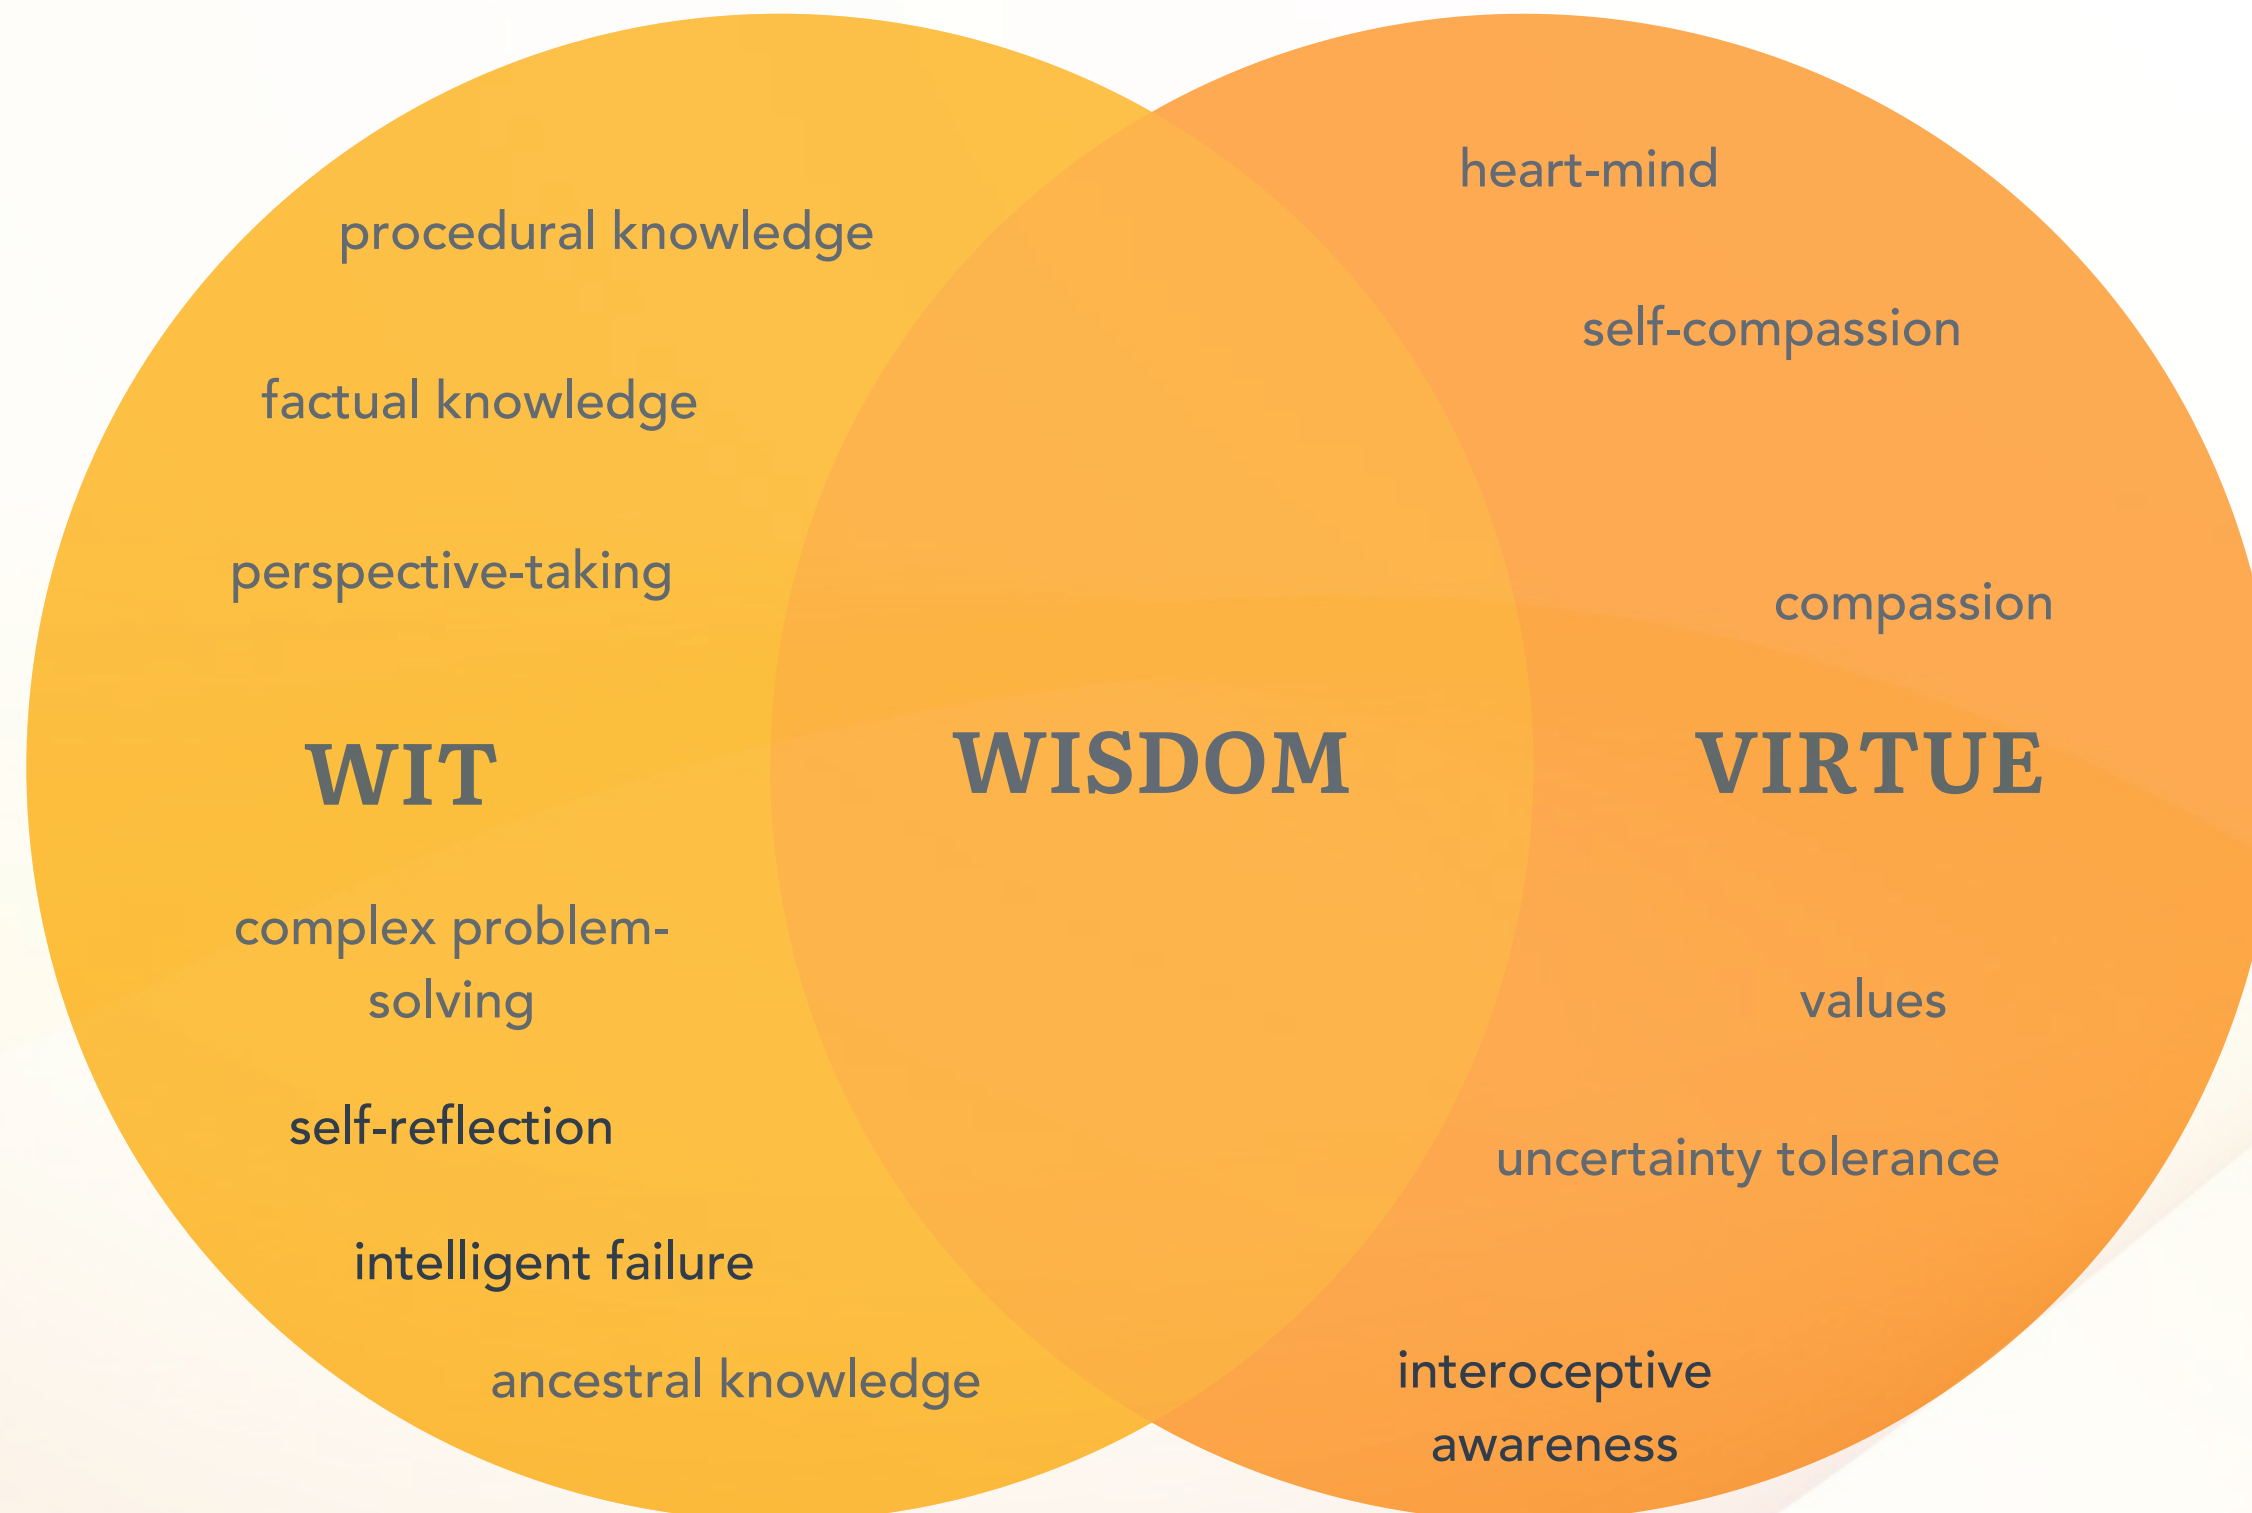 procedural knowledge
factual knowledge
perspective-taking
WIT
complex problem-
solving
self-reflection
intelligent failure
ancestral knowledge
WISDOM
heart-mind
self-compassion
compassion
VIRTUE
values
uncertainty tolerance
interoceptive
awareness